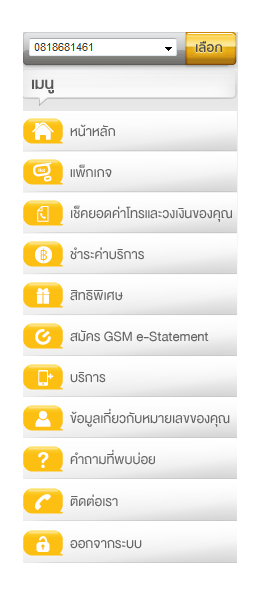 0818681461 เลือก
เมนู
หน้าหลัก
แพ็กเกจ
เช็คยอดค่าโทรและวงเงินของคุณ
ชำระค่าบริการ
สิทธิพิเศษ
สมัคร GSM e-Statement
บริการ
ข้อมูลเกี่ยวกับหมายเลขของคุณ
คำถามที่พบบ่อย
ติดต่อเรา
ออกจากระบบ